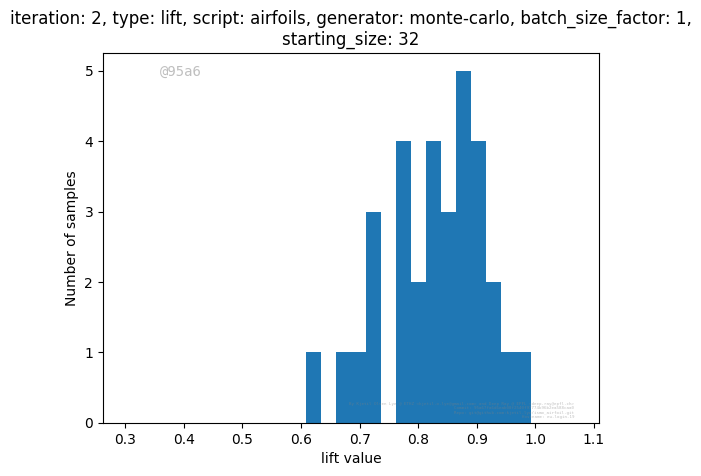 iteration: 2, type: lift, script: airfoils, generator: monte-carlo, batch_size_factor: 1,
starting_size: 32
@95a6
5
4
3
2
1
0
Number of samples
0.3 0.4 0.5 0.6 0.7 0.8 0.9 1.0 1.1
lift value